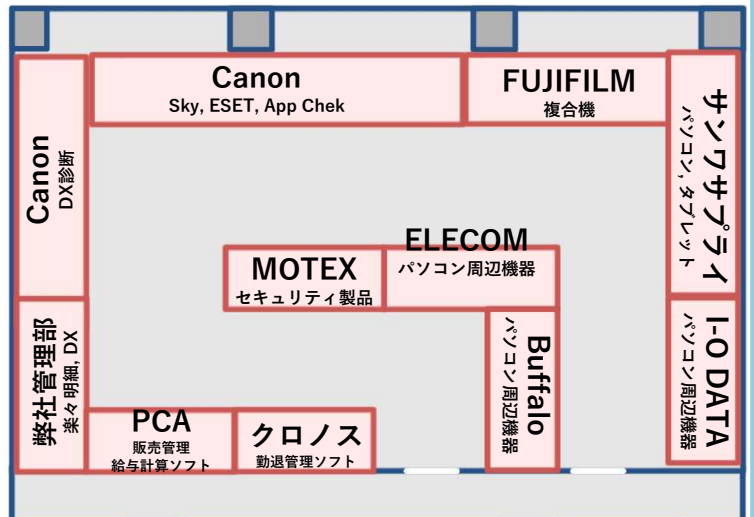 Canon
Sky, ESET, App Chek
FUJIFILM
複合機
Canon
DX診断
サンワサプライ
パソコン, タブレット
ELECOM
パソコン周辺機器
MOTEX
セキュリティ製品
弊社管理部
楽々明細, DX
Buffalo
パソコン周辺機器
I-O DATA
パソコン周辺機器
PCA
販売管理
給与計算ソフト
クロノス
勤退管理ソフト